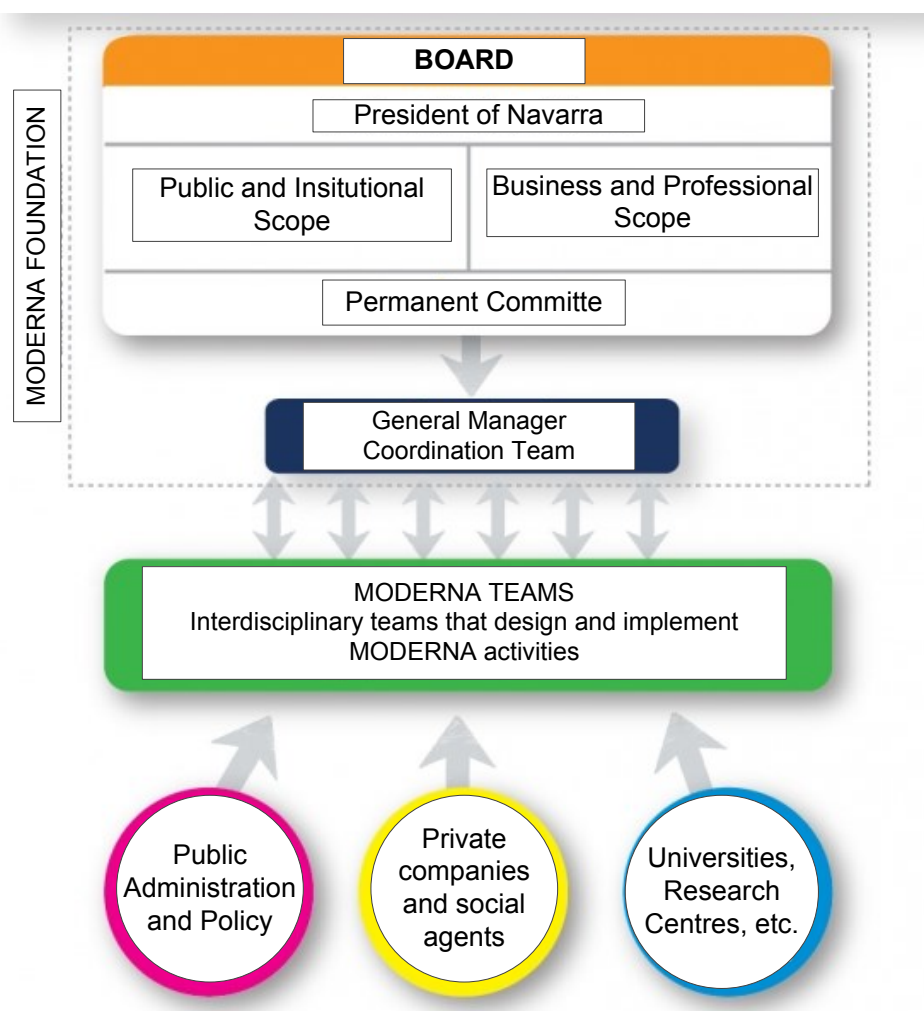 MODERNA FOUNDATION
BOARD
President of Navarra
Public and Insitutional
Scope
Business and Professional
Scope
Permanent Committe
General Manager
Coordination Team
MODERNA TEAMS
Interdisciplinary teams that design and implement
MODERNA activities
Public
Administration
and Policy
Private
companies
and social
agents
Universities,
Research
Centres, etc.